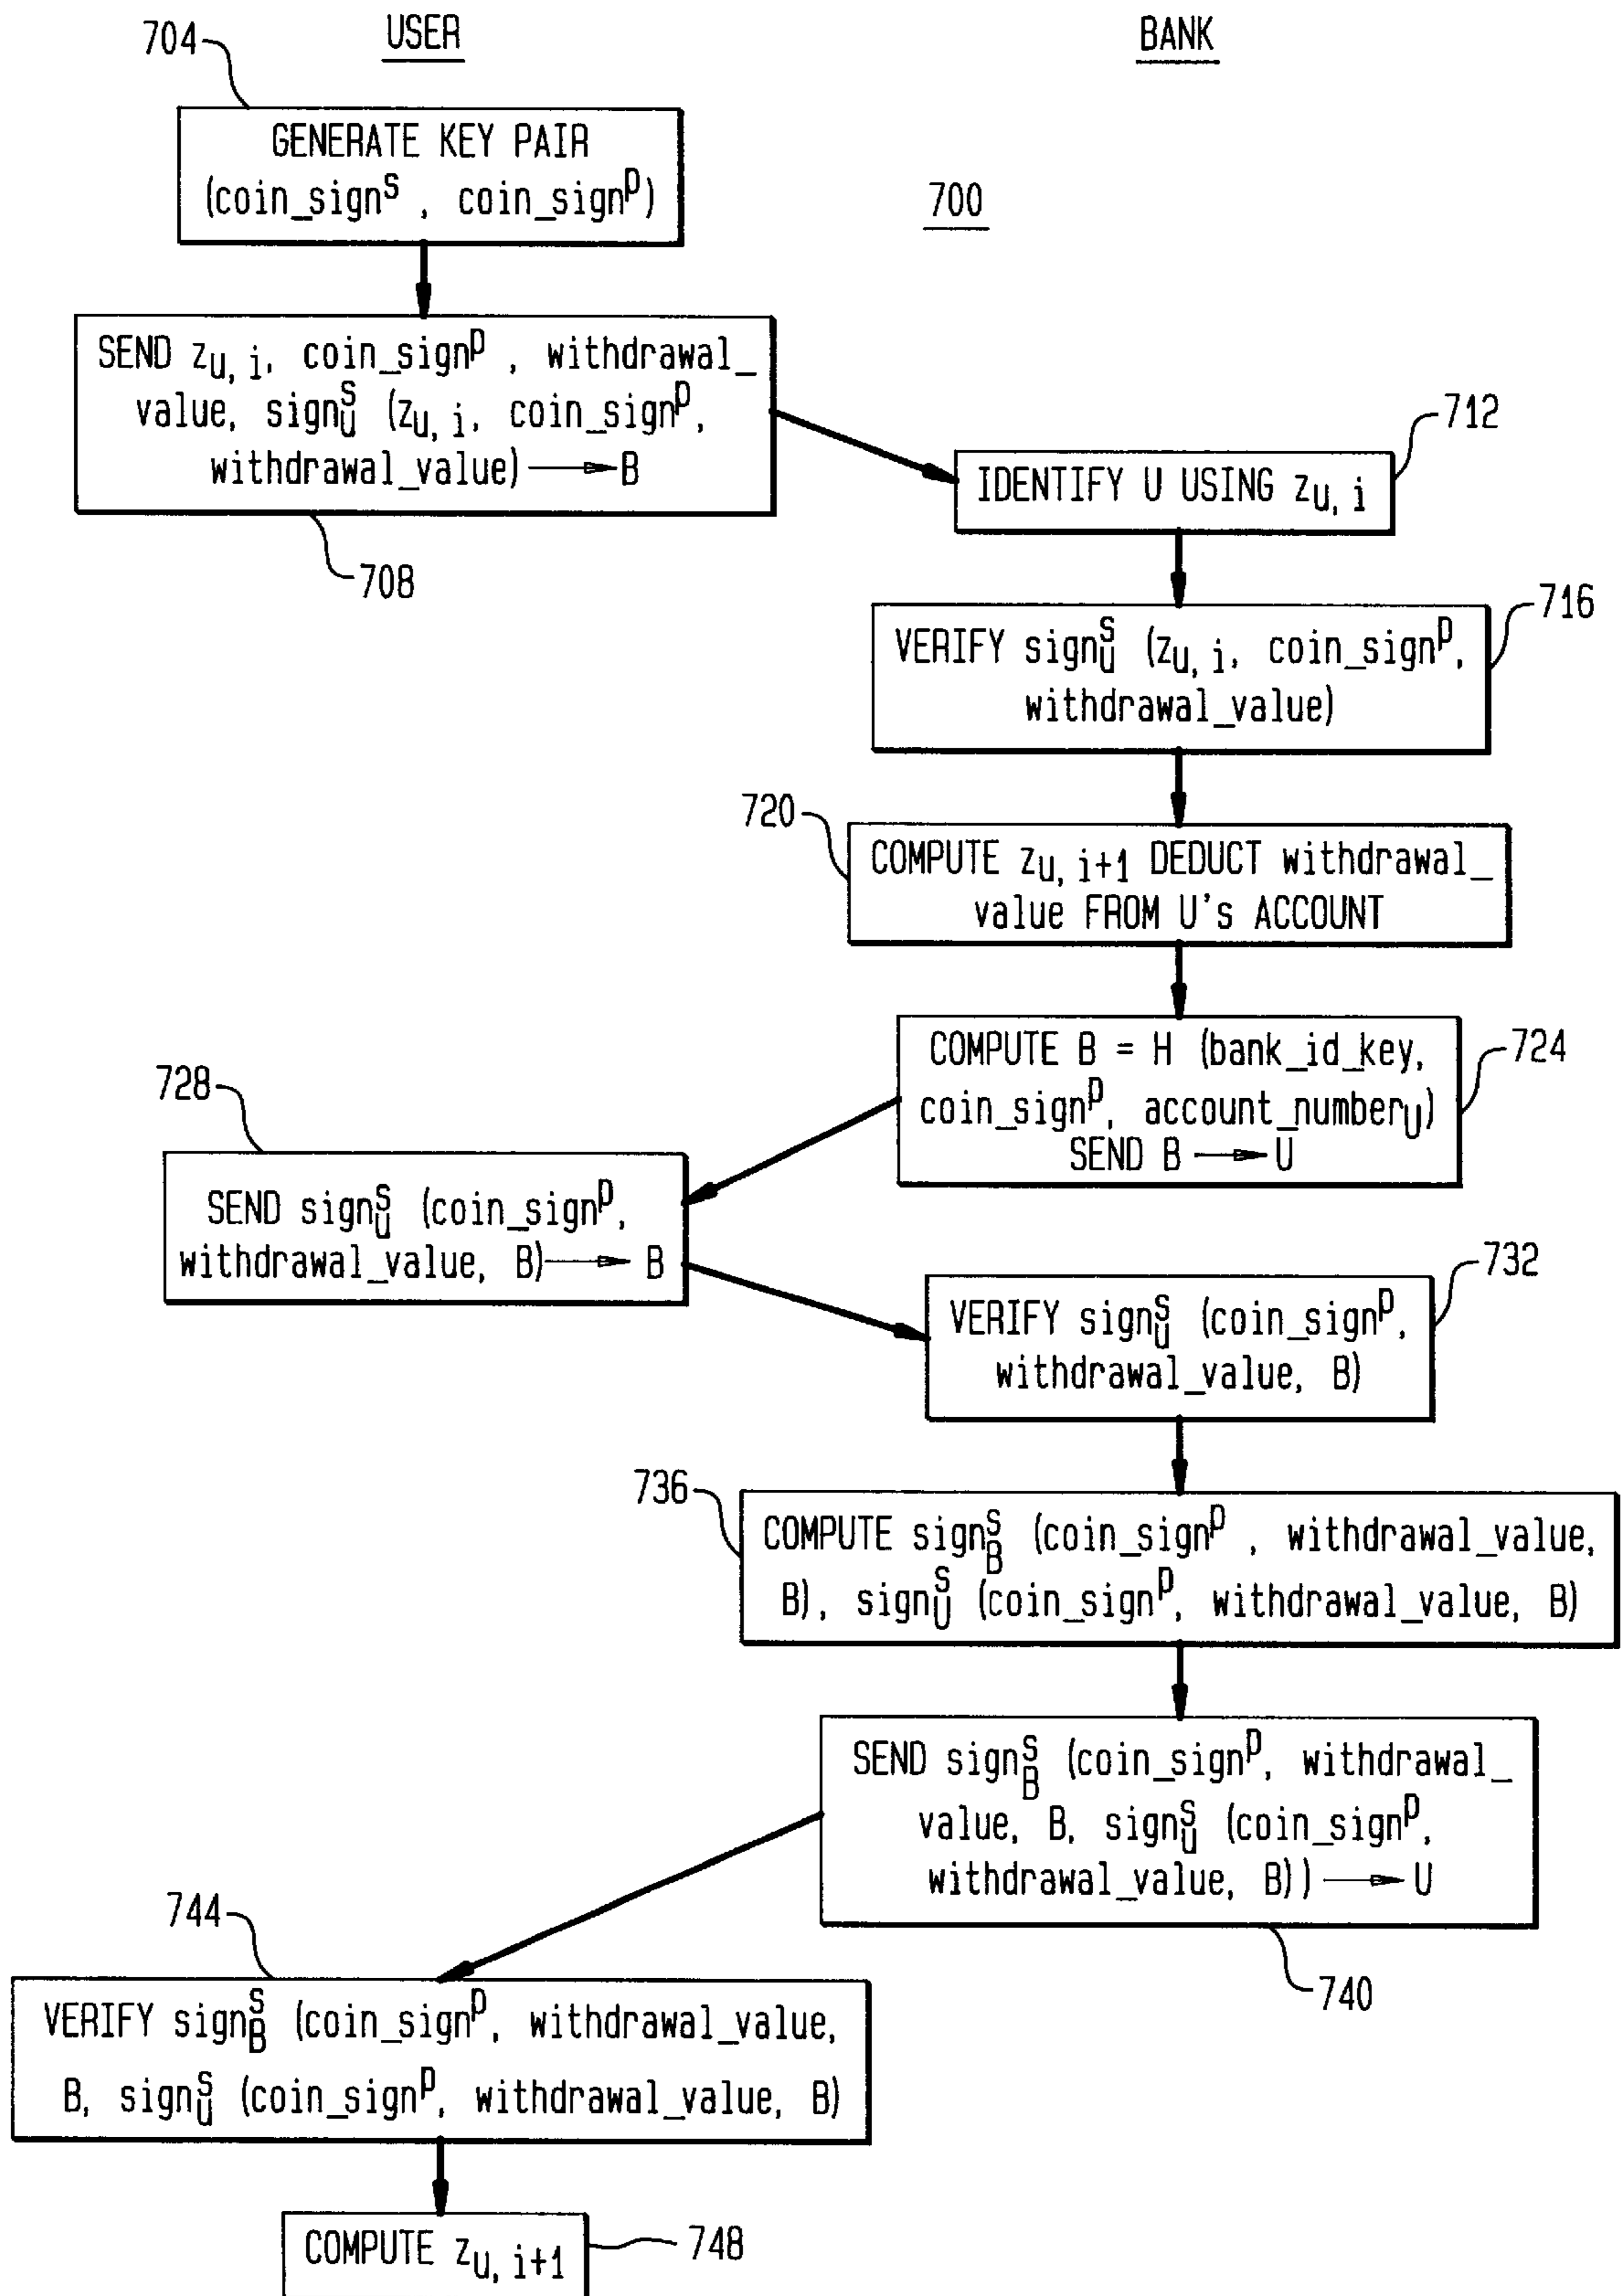 USER
BANK
704
GENERATE KEY PAIR
(coin_sign^s , coin_sign^p)
700
SEND z_U, i, coin_sign^p , withdrawal_
value, sign_U^s (z_U, i, coin_sign^p,
withdrawal_value) → B
708
712
IDENTIFY U USING z_U, i
716
VERIFY sign_U^s (z_U, i, coin_sign^p,
withdrawal_value)
720
COMPUTE z_U, i+1 DEDUCT withdrawal_
value FROM U's ACCOUNT
724
COMPUTE B = H (bank_id_key,
coin_sign^p, account_number_U)
SEND B → U
728
SEND sign_U^s (coin_sign^p,
withdrawal_value, B) → B
732
VERIFY sign_U^s (coin_sign^p,
withdrawal_value, B)
736
COMPUTE sign_B^s (coin_sign^p , withdrawal_value,
B), sign_U^s (coin_sign^p, withdrawal_value, B)
SEND sign_B^s (coin_sign^p, withdrawal_
value, B, sign_U^s (coin_sign^p,
withdrawal_value, B)) → U
740
744
VERIFY sign_B^s (coin_sign^p, withdrawal_value,
B, sign_U^s (coin_sign^p, withdrawal_value, B)
COMPUTE z_U, i+1
748